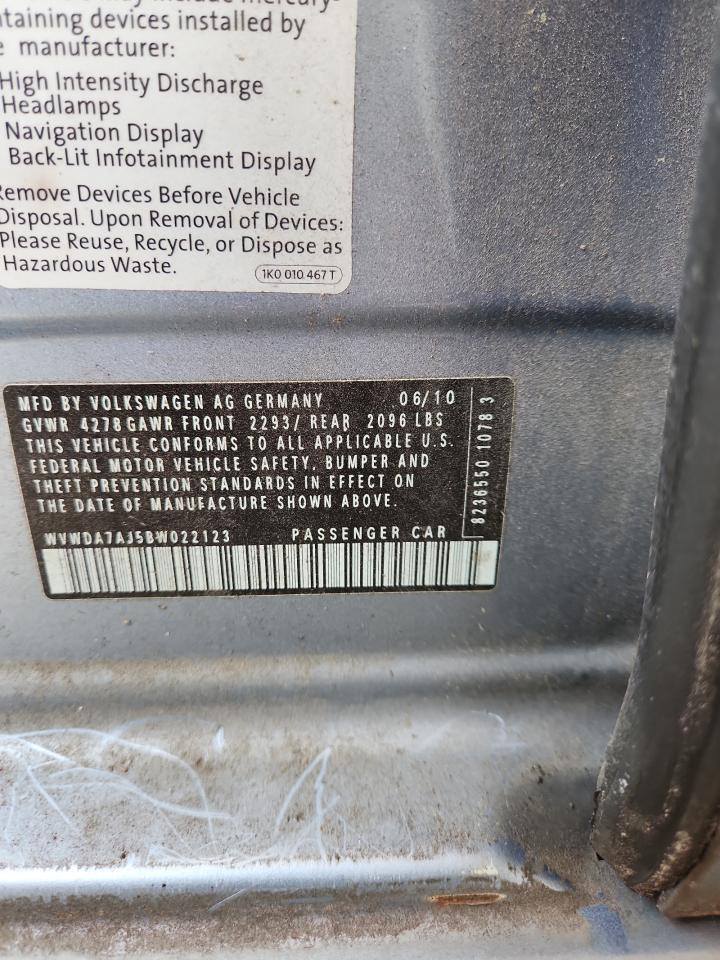 taining devices installed by
manufacturer:
High Intensity Discharge
Headlamps
Navigation Display
Back-Lit Infotainment Display
Remove Devices Before Vehicle
Disposal. Upon Removal of Devices:
Please Reuse, Recycle, or Dispose as
Hazardous Waste.
1K0 010 467 T
MFD BY VOLKSWAGEN AG GERMANY 06/10
GVWR 4278 GAWR FRONT 2293/ REAR 2096 LBS
THIS VEHICLE CONFORMS TO ALL APPLICABLE U.S.
FEDERAL MOTOR VEHICLE SAFETY, BUMPER AND
THEFT PREVENTION STANDARDS IN EFFECT ON
THE DATE OF MANUFACTURE SHOWN ABOVE.
WVWDA7AJ5BW022123 PASSENGER CAR
8236550 1078 3